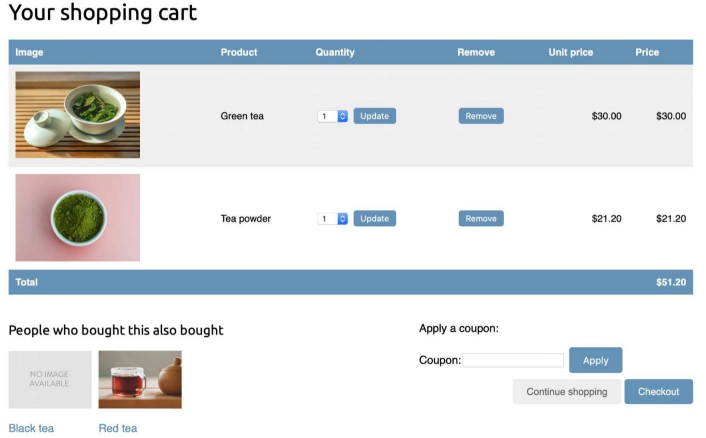 Your shopping cart
Image Product Quantity Remove Unit price Price
Green tea 1 Update Remove $30.00 $30.00
Tea powder 1 Update Remove $21.20 $21.20
Total $51.20
People who bought this also bought
NO IMAGE
AVAILABLE
Black tea Red tea
Apply a coupon:
Coupon: Apply
Continue shopping Checkout